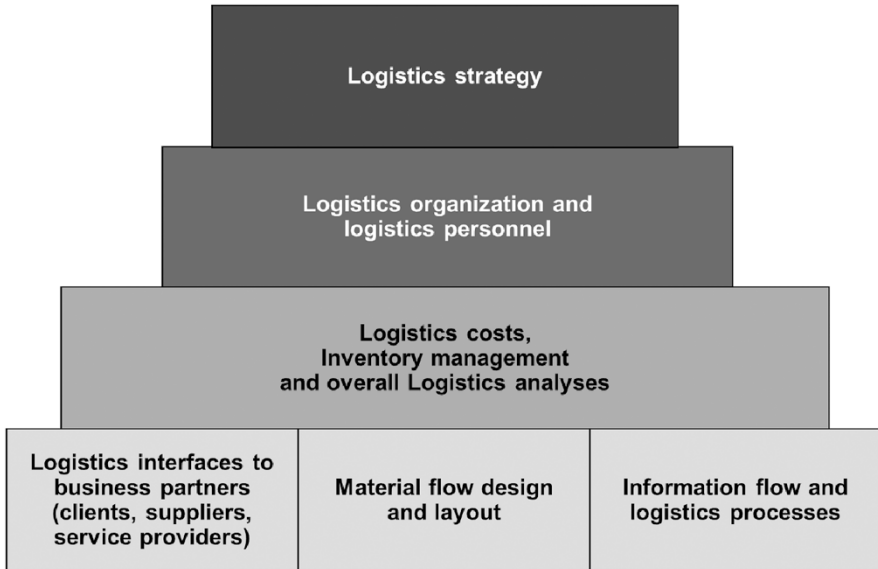 Logistics strategy
Logistics organization and
logistics personnel
Logistics costs,
Inventory management
and overall Logistics analyses
Logistics interfaces to
business partners
(clients, suppliers,
service providers)
Material flow design
and layout
Information flow and
logistics processes